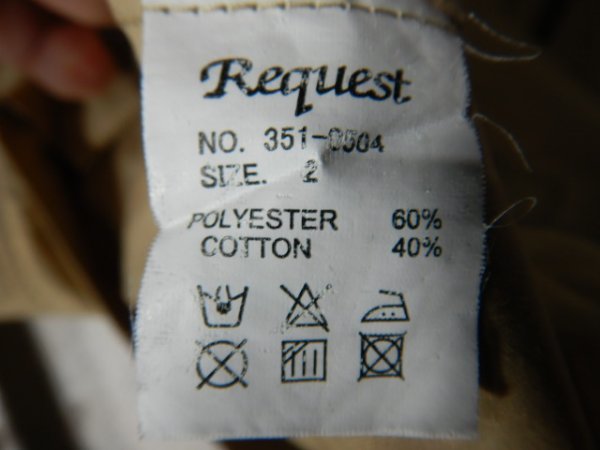 Request
NO. 351-0504
SIZE. 2
POLYESTER 60%
COTTON 40%